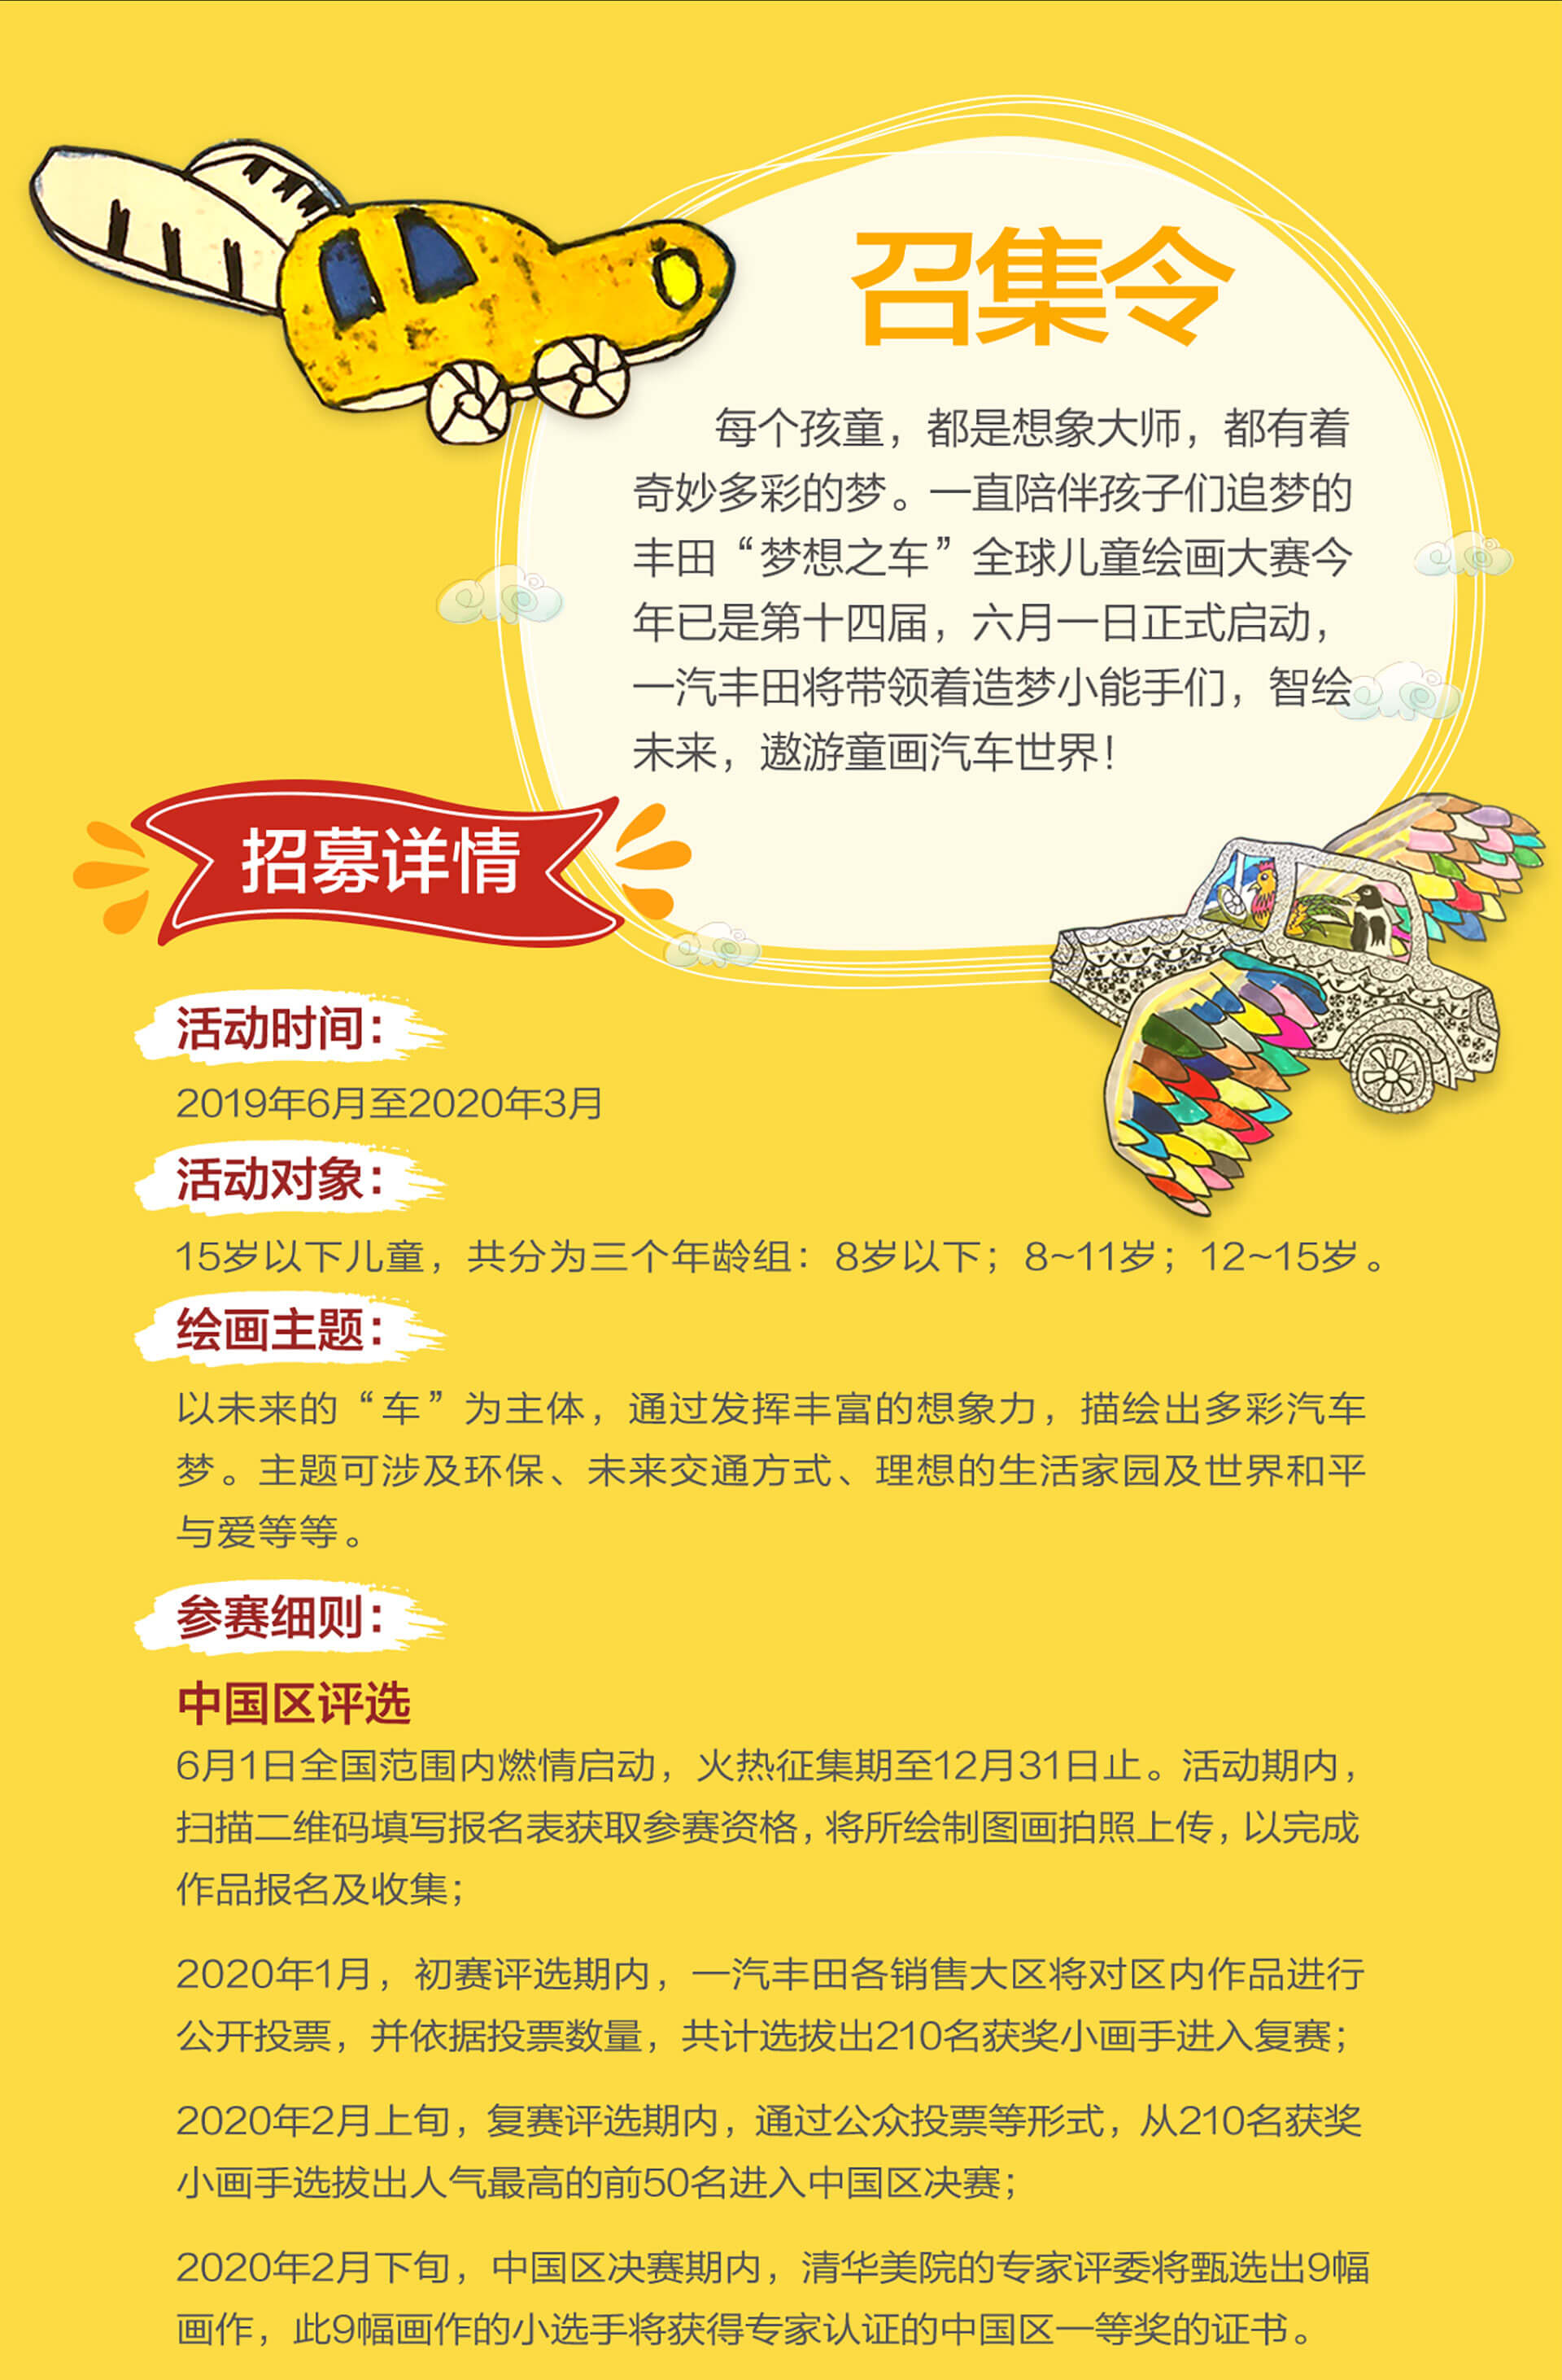 召集令
每个孩童，都是想象大师，都有着
奇妙多彩的梦。一直陪伴孩子们追梦的
丰田“梦想之车”全球儿童绘画大赛今
年已是第十四届，六月一日正式启动，
一汽丰田将带领着造梦小能手们，智绘
未来，遨游童画汽车世界！
招募详情
活动时间：
2019年6月至2020年3月
活动对象：
15岁以下儿童，共分为三个年龄组：8岁以下；8~11岁；12~15岁。
绘画主题：
以未来的“车”为主体，通过发挥丰富的想象力，描绘出多彩汽车
梦。主题可涉及环保、未来交通方式、理想的生活家园及世界和平
与爱等等。
参赛细则：
中国区评选
6月1日全国范围内燃情启动，火热征集期至12月31日止。活动期内，
扫描二维码填写报名表获取参赛资格，将所绘制图画拍照上传，以完成
作品报名及收集；
2020年1月，初赛评选期内，一汽丰田各销售大区将对区内作品进行
公开投票，并依据投票数量，共计选拔出210名获奖小画手进入复赛；
2020年2月上旬，复赛评选期内，通过公众投票等形式，从210名获奖
小画手选拔出人气最高的前50名进入中国区决赛；
2020年2月下旬，中国区决赛期内，清华美院的专家评委将甄选出9幅
画作，此9幅画作的小选手将获得专家认证的中国区一等奖的证书。